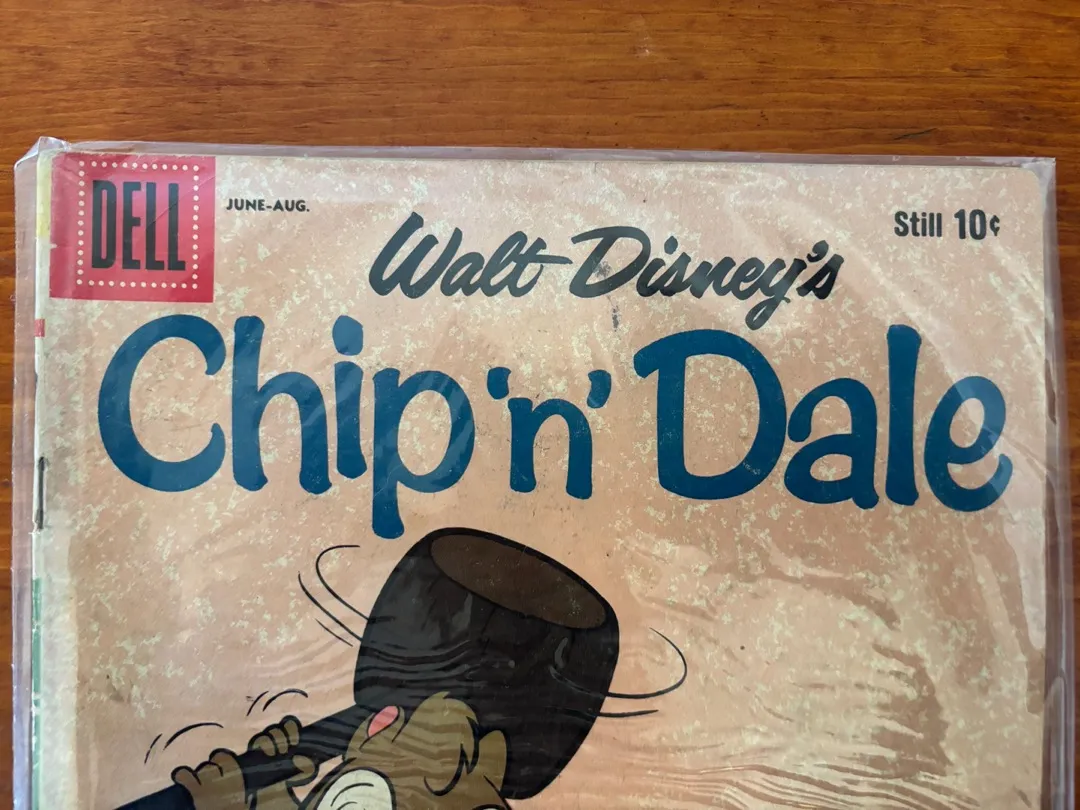 DELL
JUNE-AUG.
Still 10¢
Walt Disney's
Chip 'n' Dale